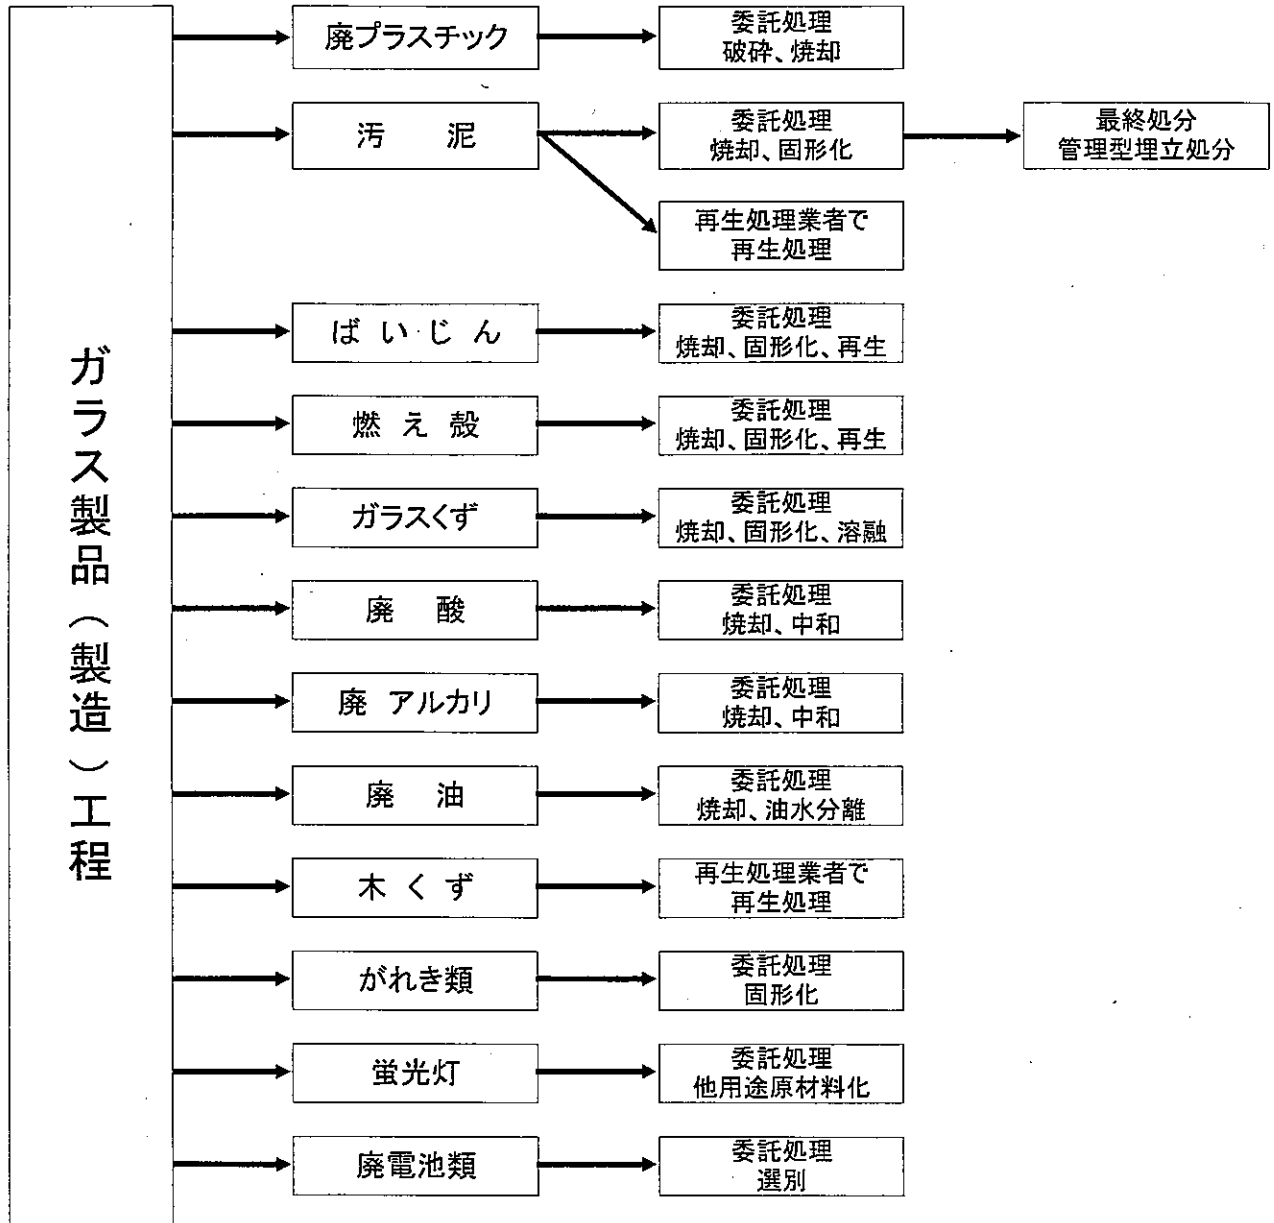 ガラス製品（製造）工程
廃プラスチック
委託処理
破砕、焼却
汚泥
委託処理
焼却、固形化
最終処分
管理型埋立処分
再生処理業者で
再生処理
ばいじん
委託処理
焼却、固形化、再生
燃え殻
委託処理
焼却、固形化、再生
ガラスくず
委託処理
焼却、固形化、溶融
廃酸
委託処理
焼却、中和
廃アルカリ
委託処理
焼却、中和
廃油
委託処理
焼却、油水分離
木くず
再生処理業者で
再生処理
がれき類
委託処理
固形化
蛍光灯
委託処理
他用途原材料化
廃電池類
委託処理
選別